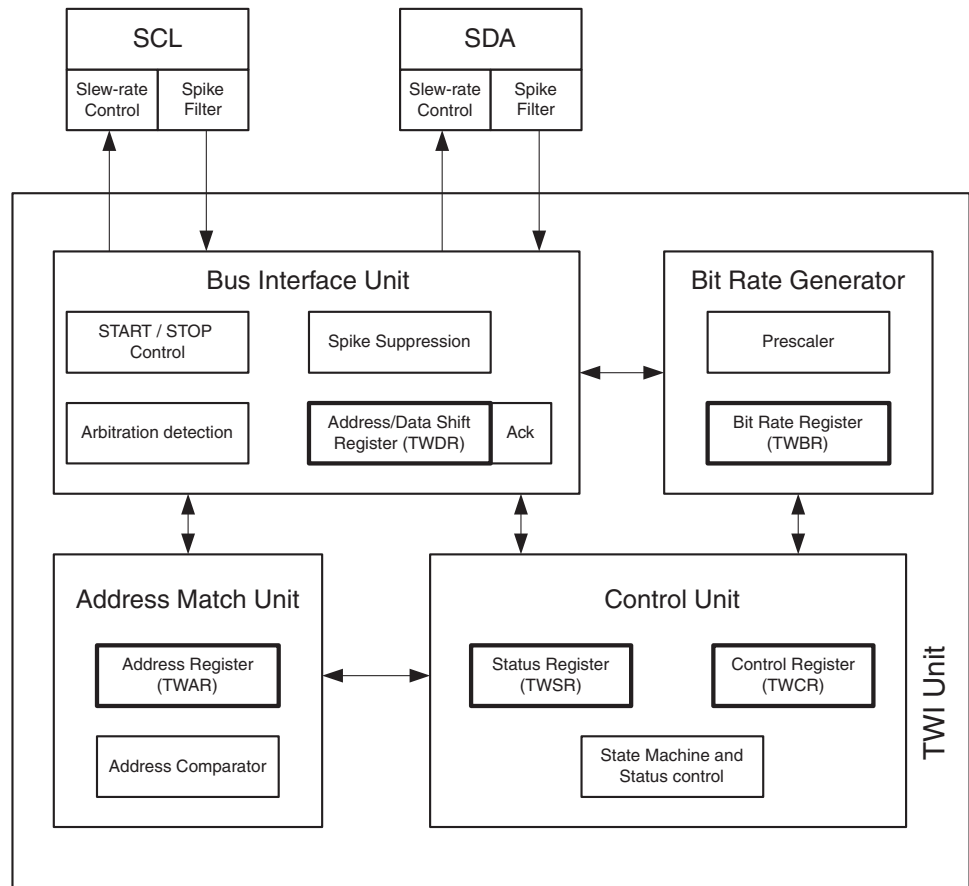 SCL
Slew-rate
Control
Spike
Filter
SDA
Slew-rate
Control
Spike
Filter
Bus Interface Unit
START / STOP
Control
Spike Suppression
Arbitration detection
Address/Data Shift
Register (TWDR)
Ack
Bit Rate Generator
Prescaler
Bit Rate Register
(TWBR)
Address Match Unit
Address Register
(TWAR)
Address Comparator
Control Unit
Status Register
(TWSR)
Control Register
(TWCR)
State Machine and
Status control
TWI Unit